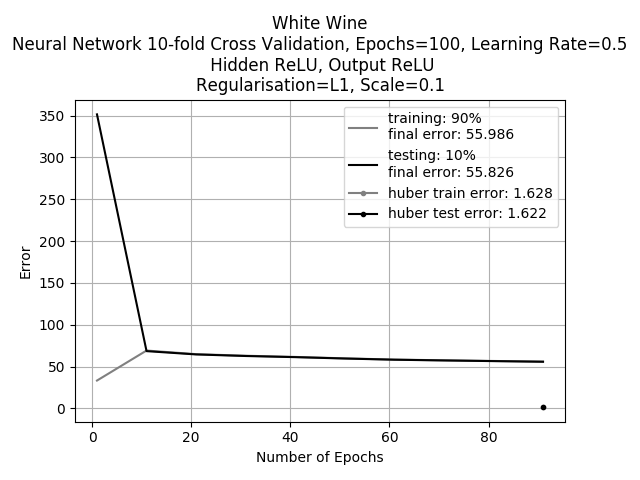 White Wine
Neural Network 10-fold Cross Validation, Epochs=100, Learning Rate=0.5
Hidden ReLU, Output ReLU
Regularisation=L1, Scale=0.1
350
300
250
200
150
100
50
0
Error
training: 90%
final error: 55.986
testing: 10%
final error: 55.826
huber train error: 1.628
huber test error: 1.622
0 20 40 60 80
Number of Epochs